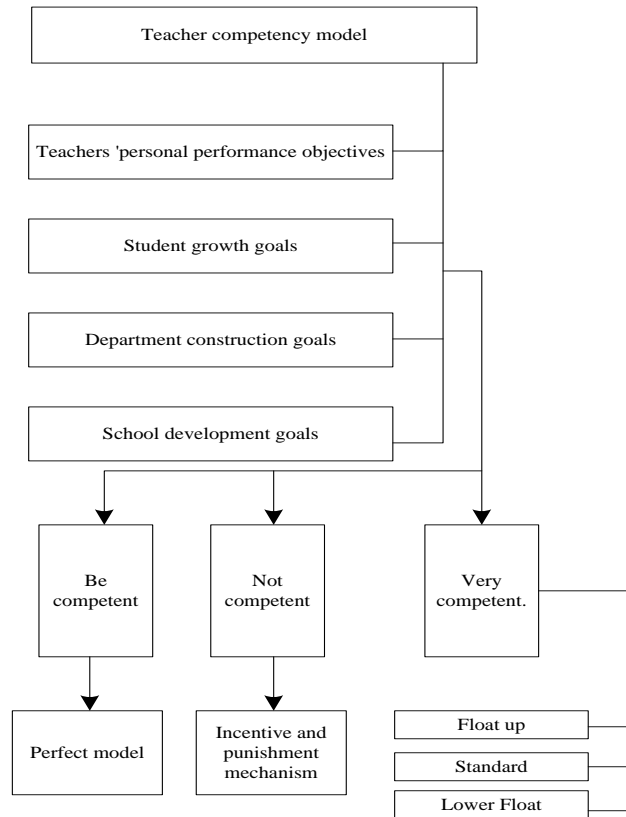 Teacher competency model
Teachers 'personal performance objectives
Student growth goals
Department construction goals
School development goals
Be
competent
Not
competent
Very
competent.
Perfect model
Incentive and
punishment
mechanism
Float up
Standard
Lower Float